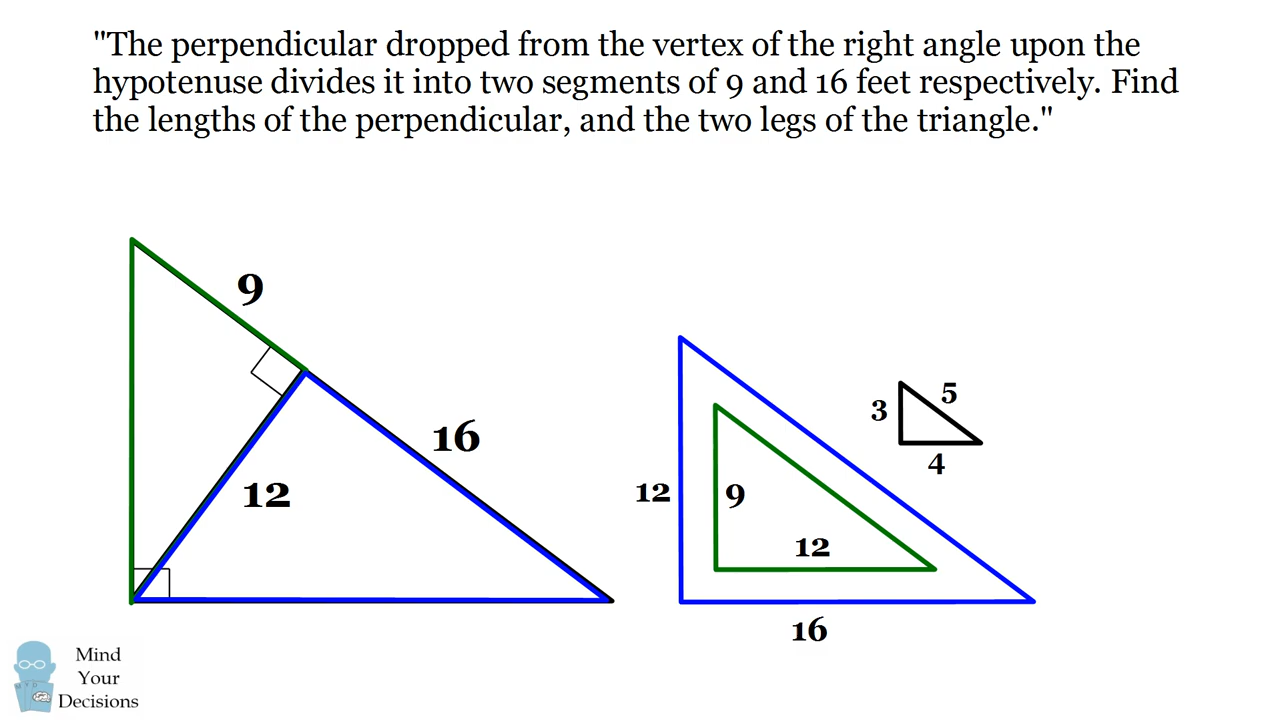 "The perpendicular dropped from the vertex of the right angle upon the
hypotenuse divides it into two segments of 9 and 16 feet respectively. Find
the lengths of the perpendicular, and the two legs of the triangle."
9
16
12
12
9
12
16
3
5
4
Mind
Your
Decisions